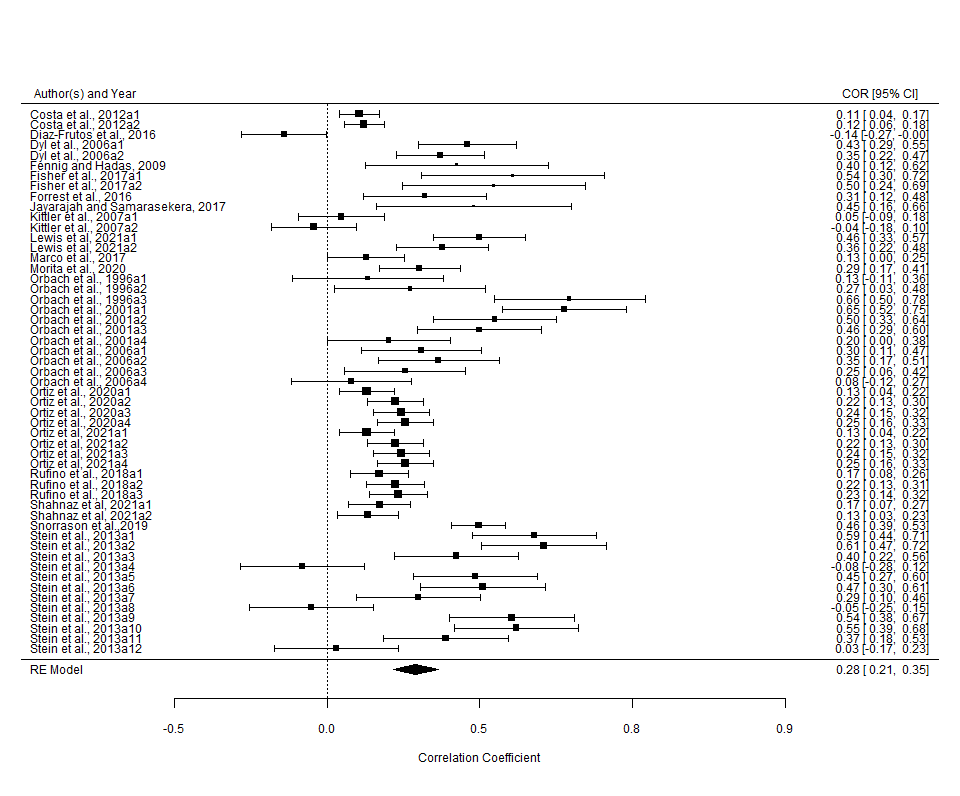 Author(s) and Year COR [95% CI]
Costa et al., 2012a1 0.11 [ 0.04, 0.17]
Costa et al., 2012a2 0.12 [ 0.06, 0.18]
Diaz-Frutos et al., 2016 -0.14 [-0.27, -0.00]
Dyl et al., 2006a1 0.43 [ 0.29, 0.55]
Dyl et al., 2006a2 0.35 [ 0.22, 0.47]
Fennig and Hadas, 2009 0.40 [ 0.12, 0.62]
Fisher et al., 2017a1 0.54 [ 0.30, 0.72]
Fisher et al., 2017a2 0.50 [ 0.24, 0.69]
Forrest et al., 2016 0.31 [ 0.12, 0.48]
Jayarajah and Samarasekera, 2017 0.45 [ 0.16, 0.66]
Kittler et al., 2007a1 0.05 [-0.09, 0.18]
Kittler et al., 2007a2 -0.04 [-0.18, 0.10]
Lewis et al., 2021a1 0.46 [ 0.33, 0.57]
Lewis et al., 2021a2 0.36 [ 0.22, 0.48]
Marco et al., 2017 0.13 [ 0.00, 0.25]
Morita et al., 2020 0.29 [ 0.17, 0.41]
Orbach et al., 1996a1 0.13 [-0.11, 0.36]
Orbach et al., 1996a2 0.27 [ 0.03, 0.48]
Orbach et al., 1996a3 0.66 [ 0.50, 0.78]
Orbach et al., 2001a1 0.65 [ 0.52, 0.75]
Orbach et al., 2001a2 0.50 [ 0.33, 0.64]
Orbach et al., 2001a3 0.46 [ 0.29, 0.60]
Orbach et al., 2001a4 0.20 [ 0.00, 0.38]
Orbach et al., 2006a1 0.30 [ 0.11, 0.47]
Orbach et al., 2006a2 0.35 [ 0.17, 0.51]
Orbach et al., 2006a3 0.25 [ 0.06, 0.42]
Orbach et al., 2006a4 0.08 [-0.12, 0.27]
Ortiz et al., 2020a1 0.13 [ 0.04, 0.22]
Ortiz et al., 2020a2 0.22 [ 0.13, 0.30]
Ortiz et al., 2020a3 0.24 [ 0.15, 0.32]
Ortiz et al., 2020a4 0.25 [ 0.16, 0.33]
Ortiz et al, 2021a1 0.13 [ 0.04, 0.22]
Ortiz et al, 2021a2 0.22 [ 0.13, 0.30]
Ortiz et al, 2021a3 0.24 [ 0.15, 0.32]
Ortiz et al, 2021a4 0.25 [ 0.16, 0.33]
Rufino et al., 2018a1 0.17 [ 0.08, 0.26]
Rufino et al., 2018a2 0.22 [ 0.13, 0.31]
Rufino et al., 2018a3 0.23 [ 0.14, 0.32]
Shahnaz et al, 2021a1 0.17 [ 0.07, 0.27]
Shahnaz et al, 2021a2 0.13 [ 0.03, 0.23]
Snorrason et al.,2019 0.46 [ 0.39, 0.53]
Stein et al., 2013a1 0.59 [ 0.44, 0.71]
Stein et al., 2013a2 0.61 [ 0.47, 0.72]
Stein et al., 2013a3 0.40 [ 0.22, 0.56]
Stein et al., 2013a4 -0.08 [-0.28, 0.12]
Stein et al., 2013a5 0.45 [ 0.27, 0.60]
Stein et al., 2013a6 0.47 [ 0.30, 0.61]
Stein et al., 2013a7 0.29 [ 0.10, 0.46]
Stein et al., 2013a8 -0.05 [-0.25, 0.15]
Stein et al., 2013a9 0.54 [ 0.38, 0.67]
Stein et al., 2013a10 0.55 [ 0.39, 0.68]
Stein et al., 2013a11 0.37 [ 0.18, 0.53]
Stein et al., 2013a12 0.03 [-0.17, 0.23]
RE Model 0.28 [ 0.21, 0.35]
-0.5 0.0 0.5 0.8 0.9
Correlation Coefficient